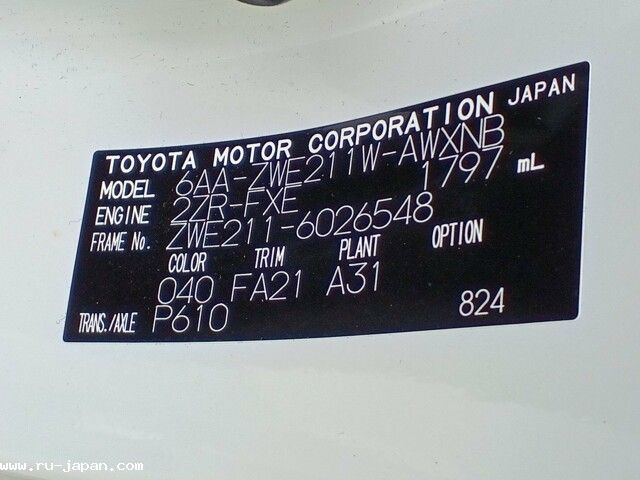 TOYOTA MOTOR CORPORATION JAPAN
MODEL 6AA-ZWE211W-AWXNB
ENGINE 2ZR-FXE 1797 mL
FRAME No. ZWE211-6026548
COLOR TRIM PLANT OPTION
040 FA21 A31
TRANS./AXLE P610 824
www.ru-japan.com